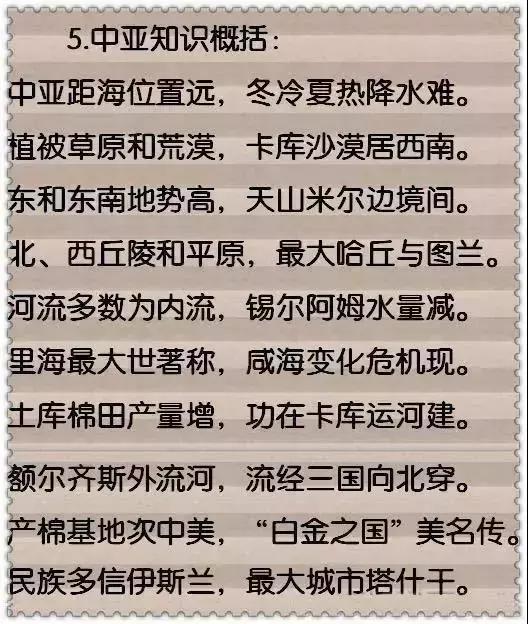 5.中亚知识概括：
中亚距海位置远，冬冷夏热降水难。
植被草原和荒漠，卡库沙漠居西南。
东和东南地势高，天山米尔边境间。
北、西丘陵和平原，最大哈丘与图兰。
河流多数为内流，锡尔阿姆水量减。
里海最大世著称，咸海变化危机现。
土库棉田产量增，功在卡库运河建。
额尔齐斯外流河，流经三国向北穿。
产棉基地次中美，“白金之国”美名传。
民族多信伊斯兰，最大城市塔什干。